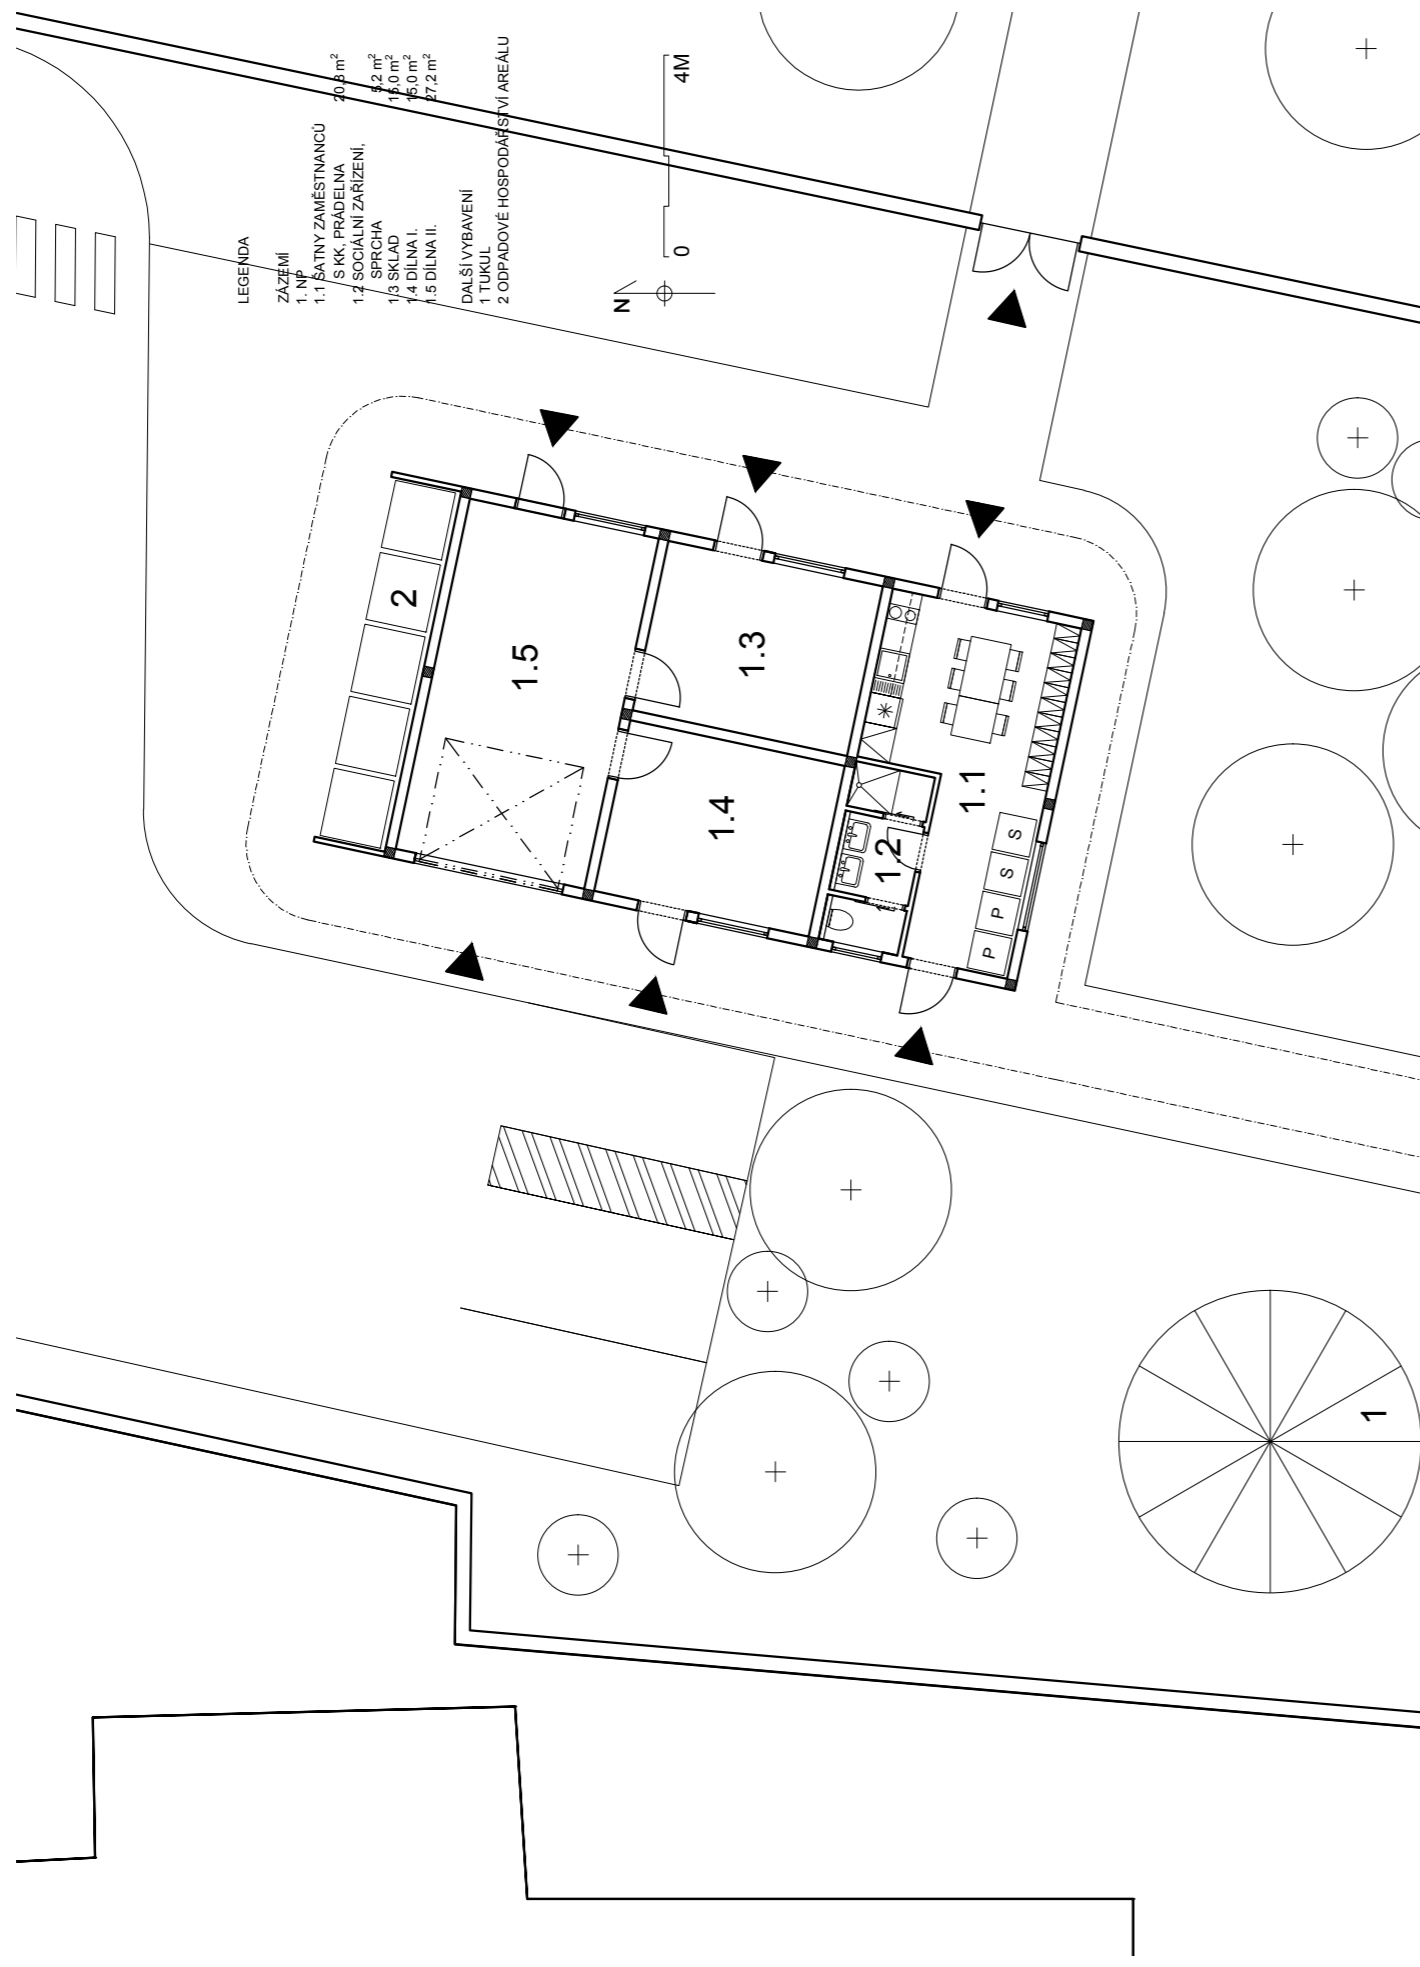 LEGENDA
ZÁZEMÍ
1. NP
1.1 ŠATNY ZAMĚSTNANCŮ
S KK, PRÁDELNA 20,8 m²
1.2 SOCIÁLNÍ ZAŘÍZENÍ,
SPRCHA 5,2 m²
1.3 SKLAD 15,0 m²
1.4 DÍLNA I. 15,0 m²
1.5 DÍLNA II. 27,2 m²
DALŠÍ VYBAVENÍ
1 TUKUL
2 ODPADOVÉ HOSPODÁŘSTVÍ AREÁLU
N
0 4M
2
1.5
1.3
1.4
1.2
1.1
P
P
S
S
1